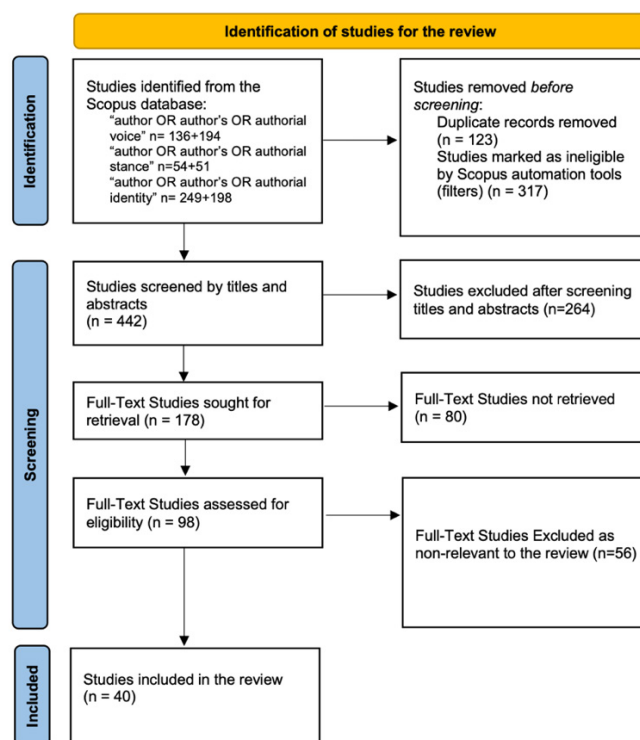 Identification of studies for the review
Identification
Studies identified from the
Scopus database:
“author OR author’s OR authorial
voice” n= 136+194
“author OR author’s OR authorial
stance” n=54+51
“author OR author’s OR authorial
identity” n= 249+198
Studies removed before
screening:
Duplicate records removed
(n = 123)
Studies marked as ineligible
by Scopus automation tools
(filters) (n = 317)
Screening
Studies screened by titles and
abstracts
(n = 442)
Studies excluded after screening
titles and abstracts (n=264)
Full-Text Studies sought for
retrieval (n = 178)
Full-Text Studies not retrieved
(n = 80)
Full-Text Studies assessed for
eligibility (n = 98)
Full-Text Studies Excluded as
non-relevant to the review (n=56)
Included
Studies included in the review
(n = 40)